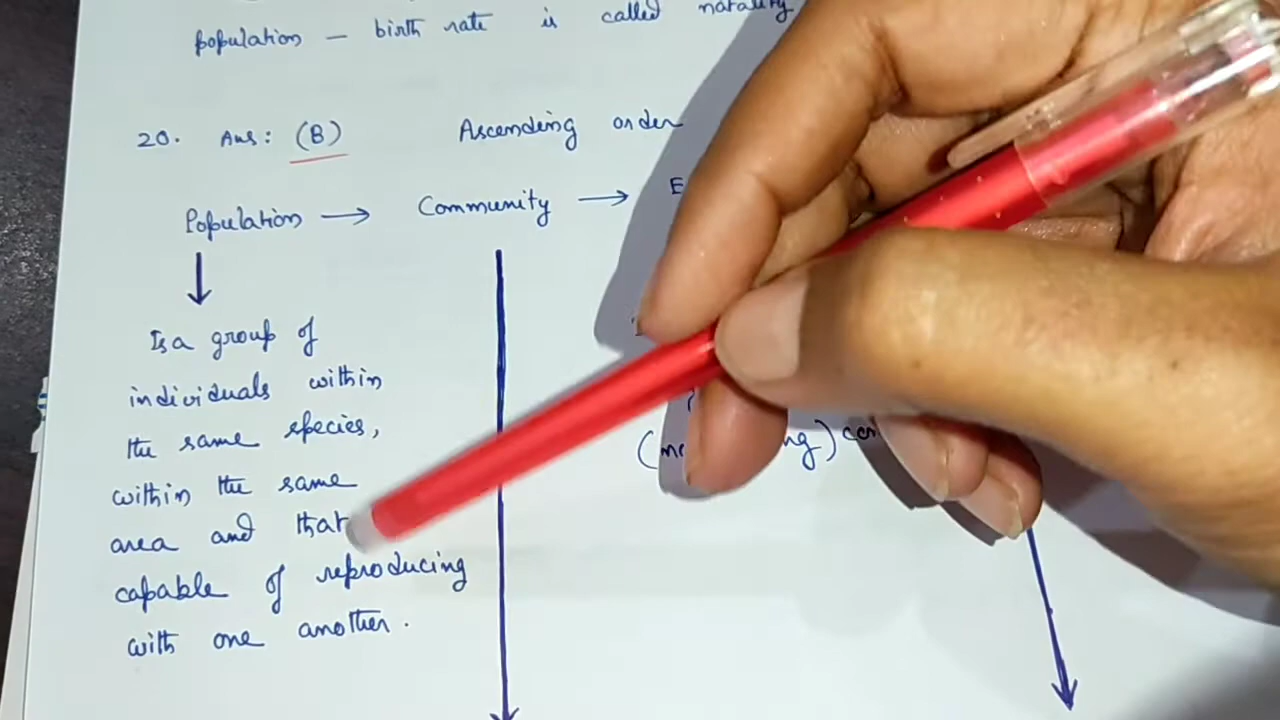 population – birth rate is called natality
20. Ans: (B) Ascending order
Population → Community →
Is a group of
individuals within
the same species,
within the same
area and that
capable of reproducing
with one another.